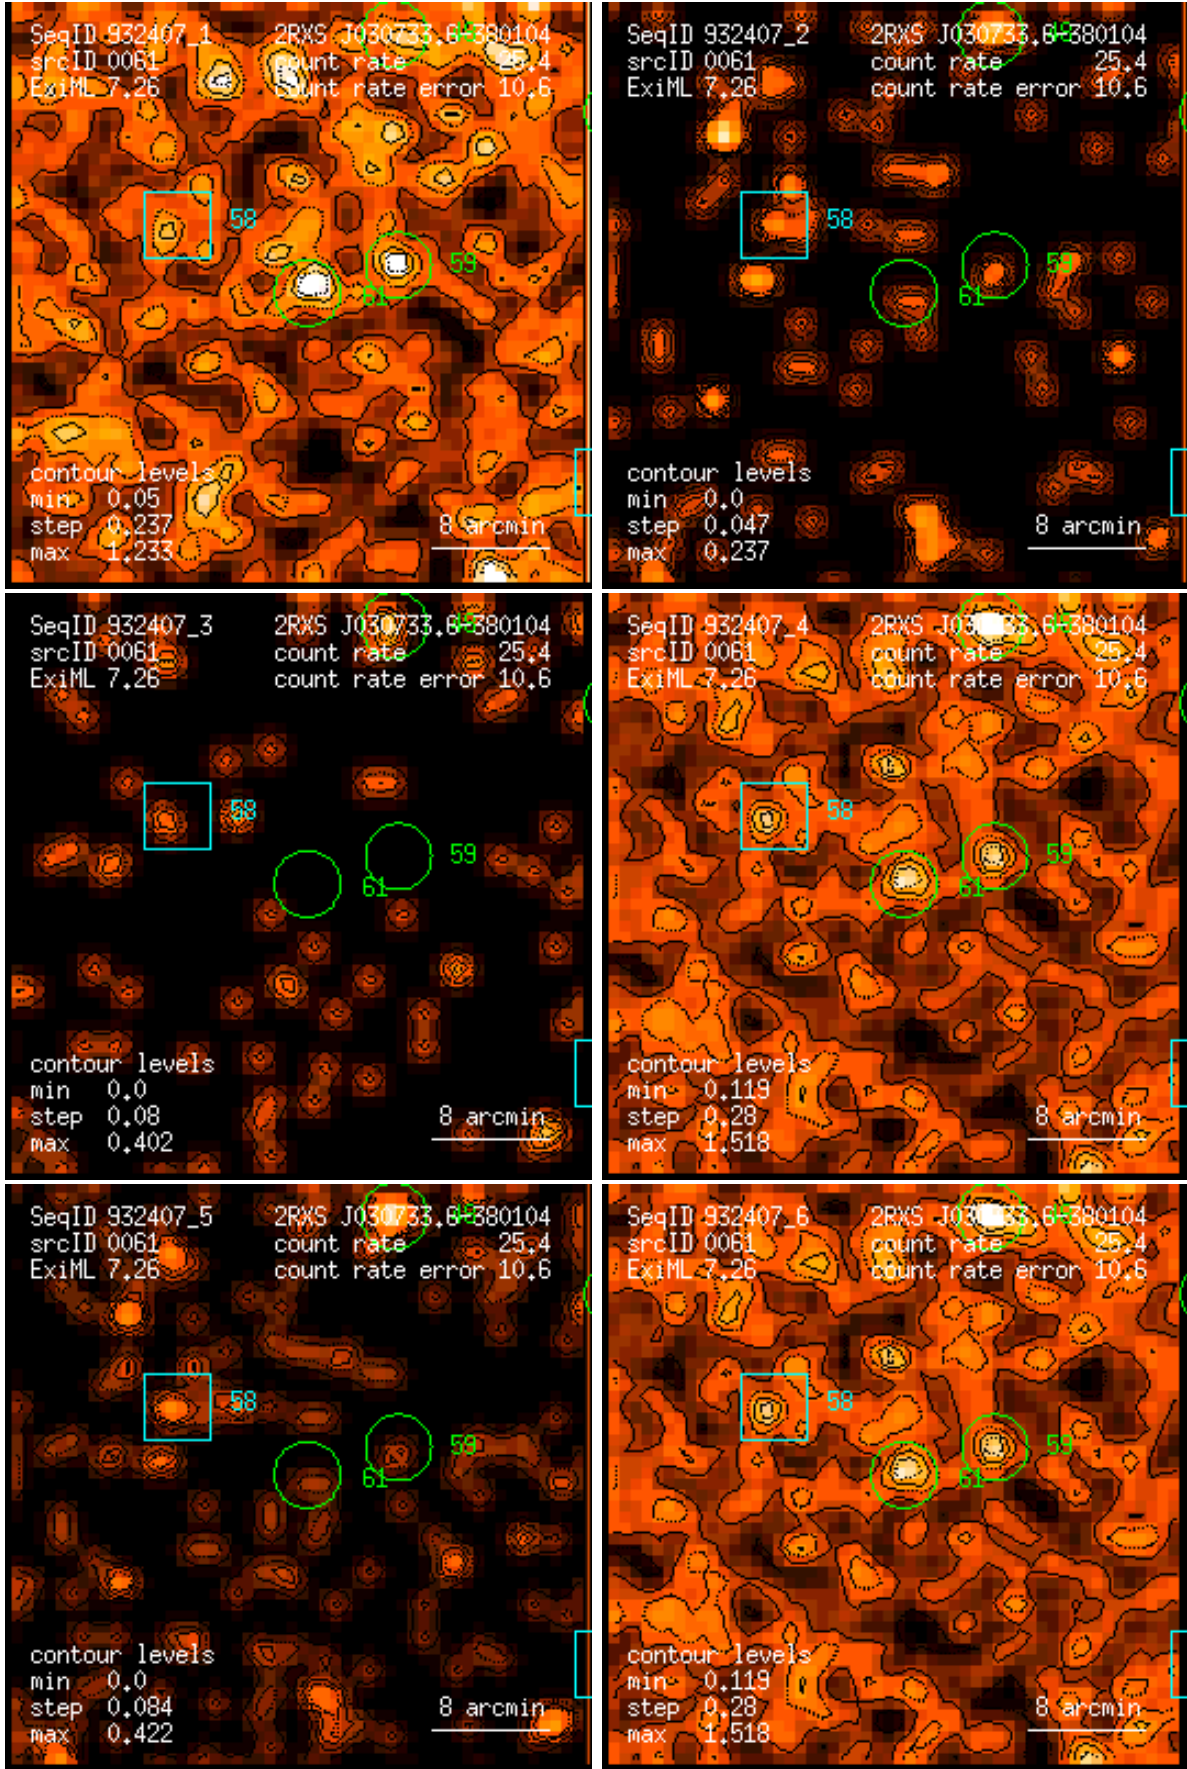 SeqID 932407_1 2RXS J030733.6-380104
srcID 0061 count rate 25.4
ExiML 7.26 count rate error 10.6
58
59
61
contour levels
min 0.05
step 0.237
max 1.233
8 arcmin
SeqID 932407_2 2RXS J030733.6-380104
srcID 0061 count rate 25.4
ExiML 7.26 count rate error 10.6
58
59
61
contour levels
min 0.0
step 0.047
max 0.237
8 arcmin
SeqID 932407_3 2RXS J030733.6-380104
srcID 0061 count rate 25.4
ExiML 7.26 count rate error 10.6
58
59
61
contour levels
min 0.0
step 0.08
max 0.402
8 arcmin
SeqID 932407_4 2RXS J030733.6-380104
srcID 0061 count rate 25.4
ExiML 7.26 count rate error 10.6
58
59
61
contour levels
min 0.119
step 0.28
max 1.518
8 arcmin
SeqID 932407_5 2RXS J030733.6-380104
srcID 0061 count rate 25.4
ExiML 7.26 count rate error 10.6
58
59
61
contour levels
min 0.0
step 0.084
max 0.422
8 arcmin
SeqID 932407_6 2RXS J030733.6-380104
srcID 0061 count rate 25.4
ExiML 7.26 count rate error 10.6
58
59
61
contour levels
min 0.119
step 0.28
max 1.518
8 arcmin